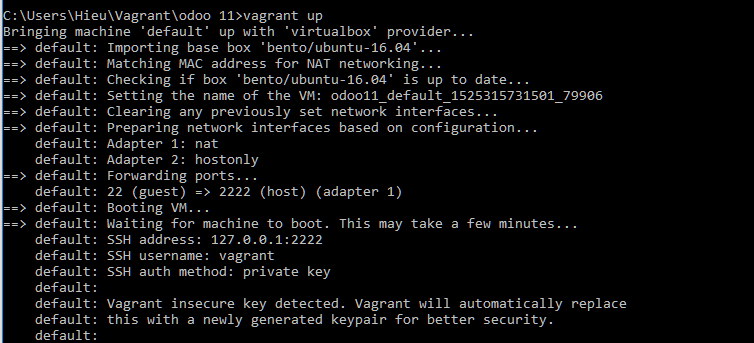 C:\Users\Hieu\Vagrant\odoo 11>vagrant up
Bringing machine 'default' up with 'virtualbox' provider...
==> default: Importing base box 'bento/ubuntu-16.04'...
==> default: Matching MAC address for NAT networking...
==> default: Checking if box 'bento/ubuntu-16.04' is up to date...
==> default: Setting the name of the VM: odoo11_default_1525315731501_79906
==> default: Clearing any previously set network interfaces...
==> default: Preparing network interfaces based on configuration...
    default: Adapter 1: nat
    default: Adapter 2: hostonly
==> default: Forwarding ports...
    default: 22 (guest) => 2222 (host) (adapter 1)
==> default: Booting VM...
==> default: Waiting for machine to boot. This may take a few minutes...
    default: SSH address: 127.0.0.1:2222
    default: SSH username: vagrant
    default: SSH auth method: private key
    default:
    default: Vagrant insecure key detected. Vagrant will automatically replace
    default: this with a newly generated keypair for better security.
    default: